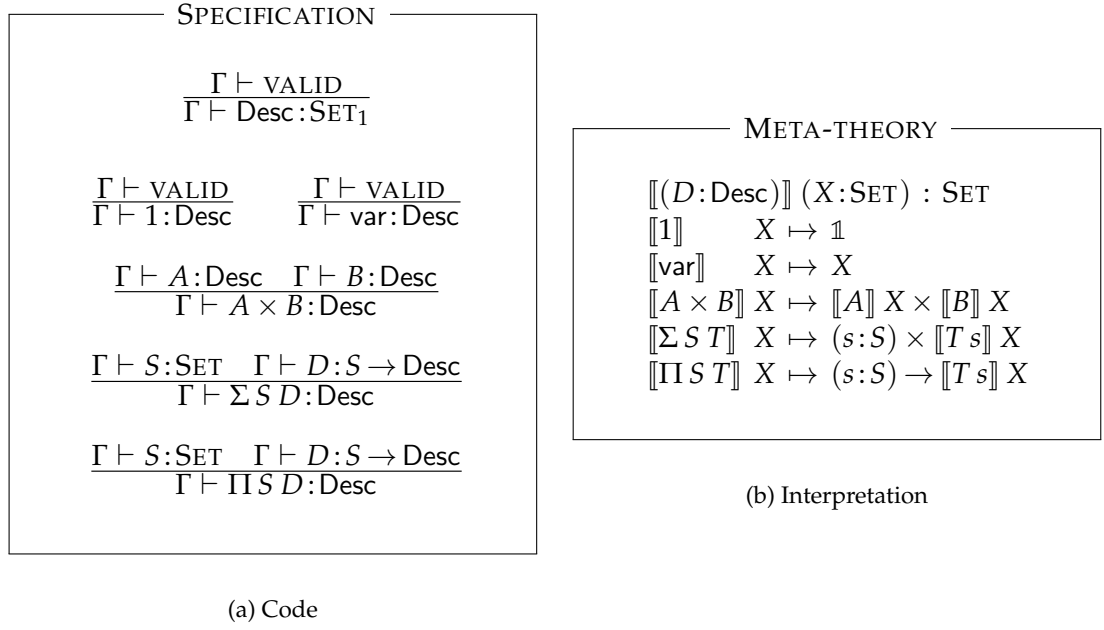 SPECIFICATION
Γ ⊢ VALID
Γ ⊢ Desc : SET₁
Γ ⊢ VALID Γ ⊢ VALID
Γ ⊢ 1 : Desc Γ ⊢ var : Desc
Γ ⊢ A : Desc Γ ⊢ B : Desc
Γ ⊢ A × B : Desc
Γ ⊢ S : SET Γ ⊢ D : S → Desc
Γ ⊢ Σ S D : Desc
Γ ⊢ S : SET Γ ⊢ D : S → Desc
Γ ⊢ Π S D : Desc
(a) Code
META-THEORY
⟦(D : Desc)⟧ (X : SET) : SET
⟦1⟧ X ↦ 𝟙
⟦var⟧ X ↦ X
⟦A × B⟧ X ↦ ⟦A⟧ X × ⟦B⟧ X
⟦Σ S T⟧ X ↦ (s : S) × ⟦T s⟧ X
⟦Π S T⟧ X ↦ (s : S) → ⟦T s⟧ X
(b) Interpretation